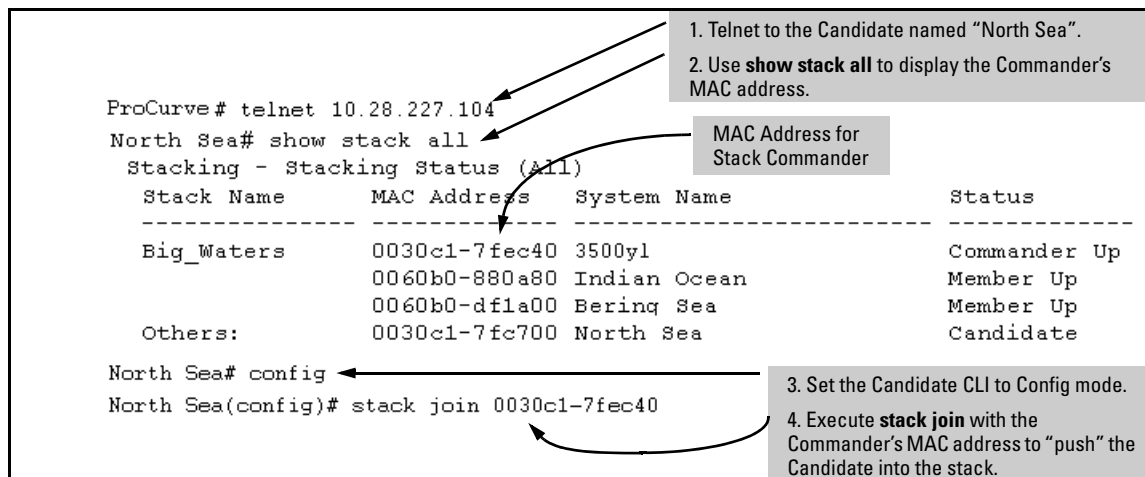 1. Telnet to the Candidate named “North Sea”.
2. Use show stack all to display the Commander’s
MAC address.
ProCurve# telnet 10.28.227.104
North Sea# show stack all
MAC Address for
Stack Commander
Stacking - Stacking Status (All)
Stack Name MAC Address System Name Status
--------------- ------------- ------------------------- -------------
Big_Waters 0030c1-7fec40 3500yl Commander Up
0060b0-880a80 Indian Ocean Member Up
0060b0-df1a00 Bering Sea Member Up
Others: 0030c1-7fc700 North Sea Candidate
North Sea# config
North Sea(config)# stack join 0030c1-7fec40
3. Set the Candidate CLI to Config mode.
4. Execute stack join with the
Commander’s MAC address to “push” the
Candidate into the stack.